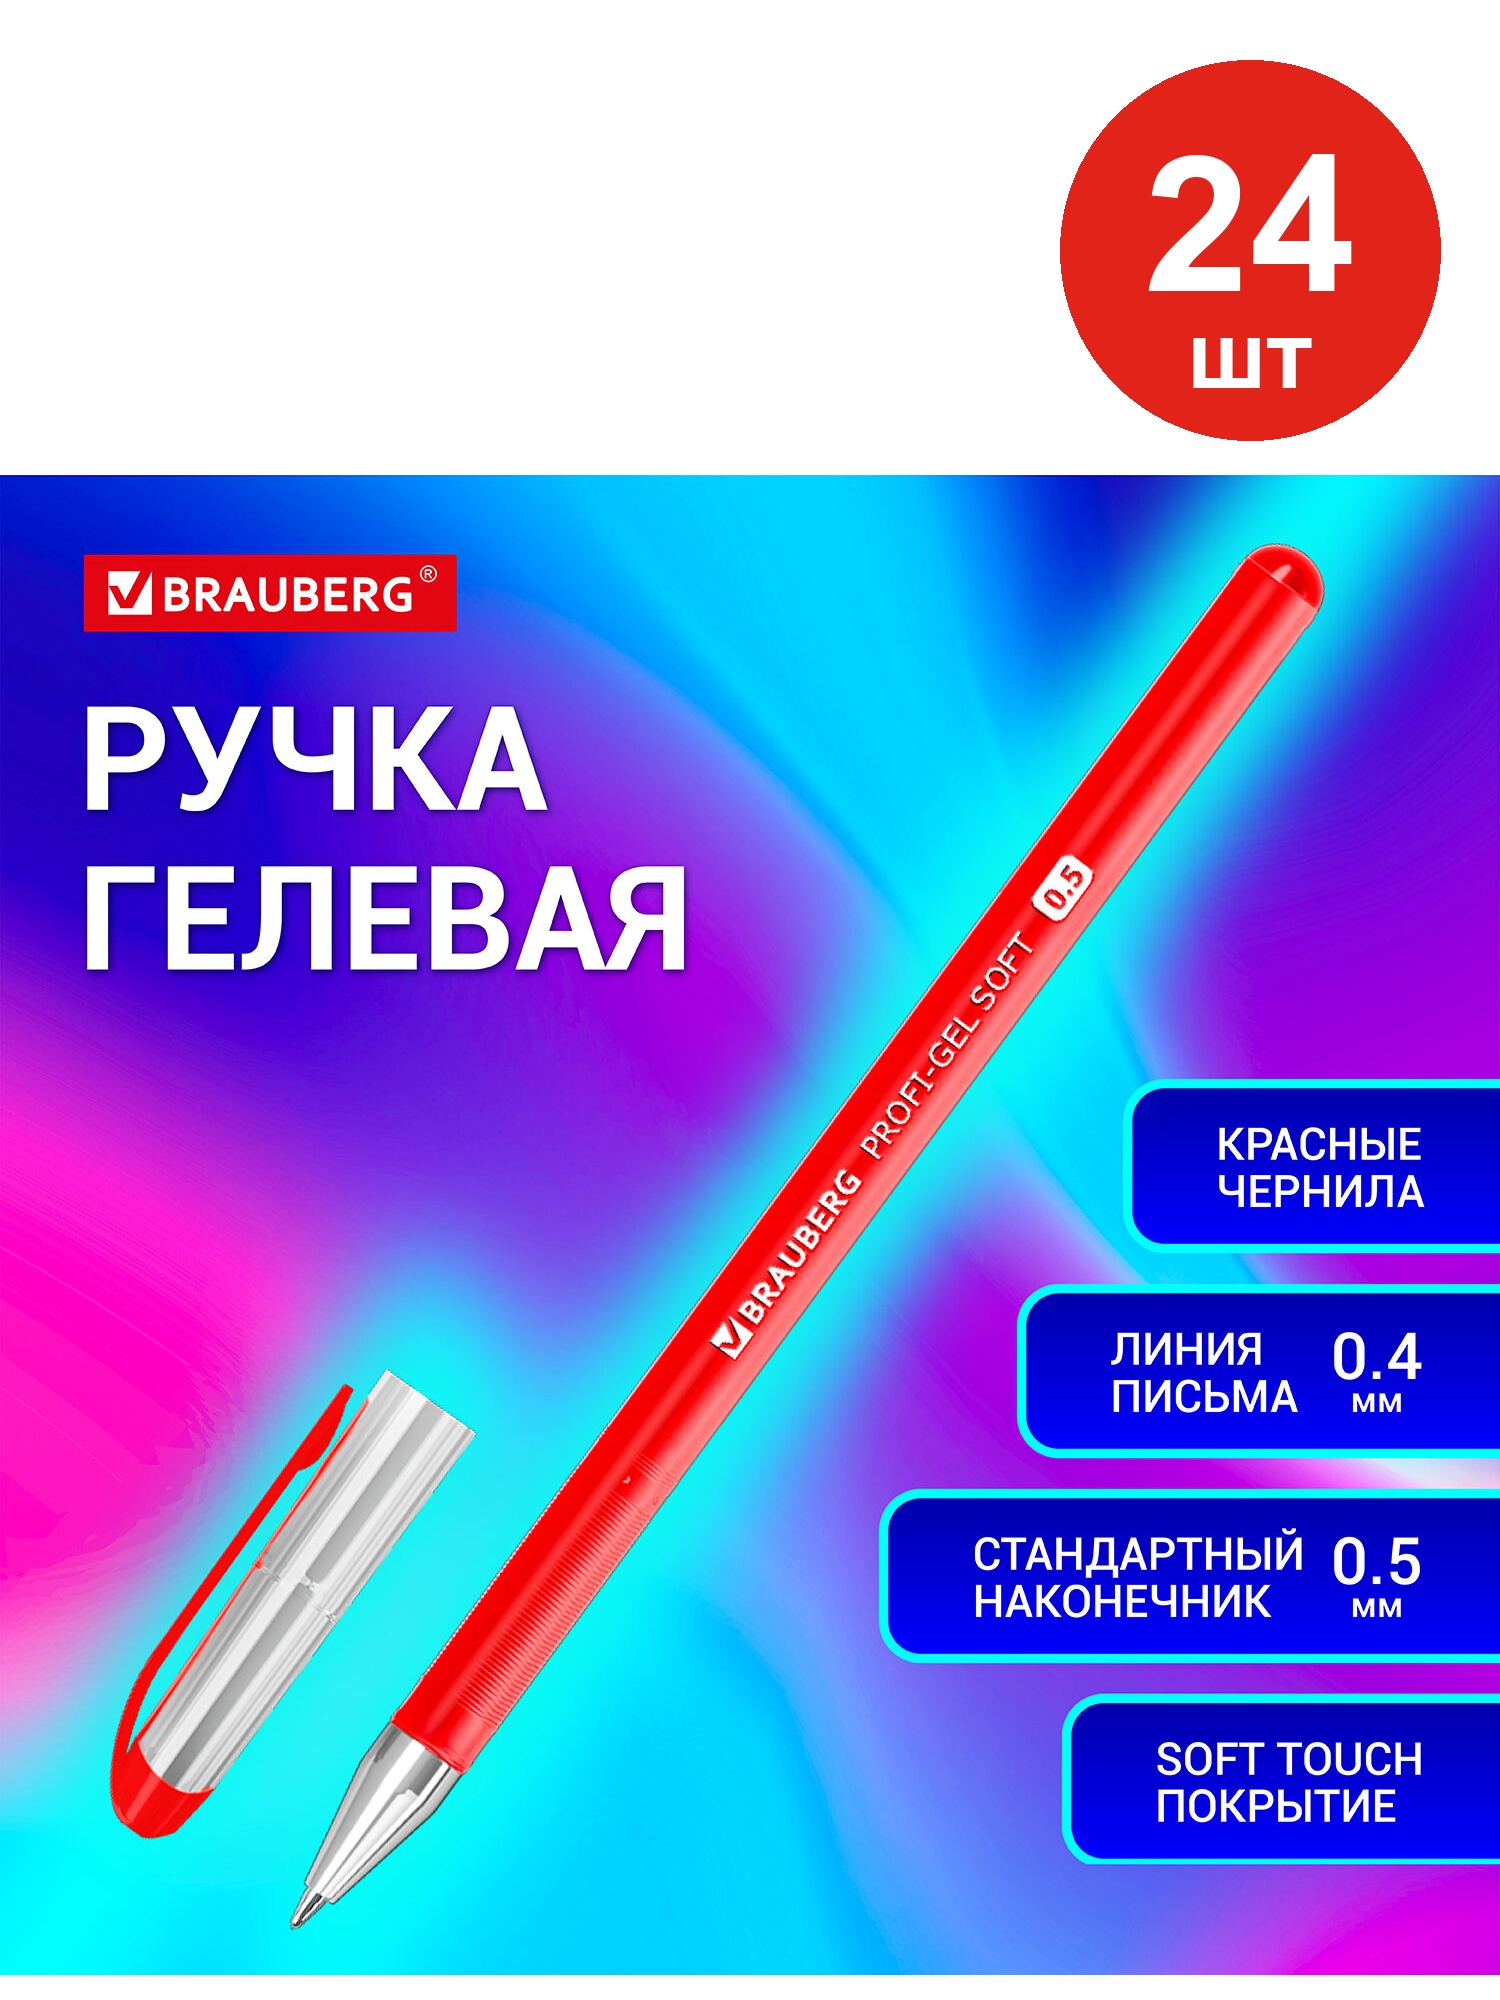 24
шт
BRAUBERG®
РУЧКА
ГЕЛЕВАЯ
0.5
BRAUBERG PROFI-GEL SOFT
КРАСНЫЕ
ЧЕРНИЛА
ЛИНИЯ
ПИСЬМА
0.4
мм
СТАНДАРТНЫЙ
НАКОНЕЧНИК
0.5
мм
SOFT TOUCH
ПОКРЫТИЕ